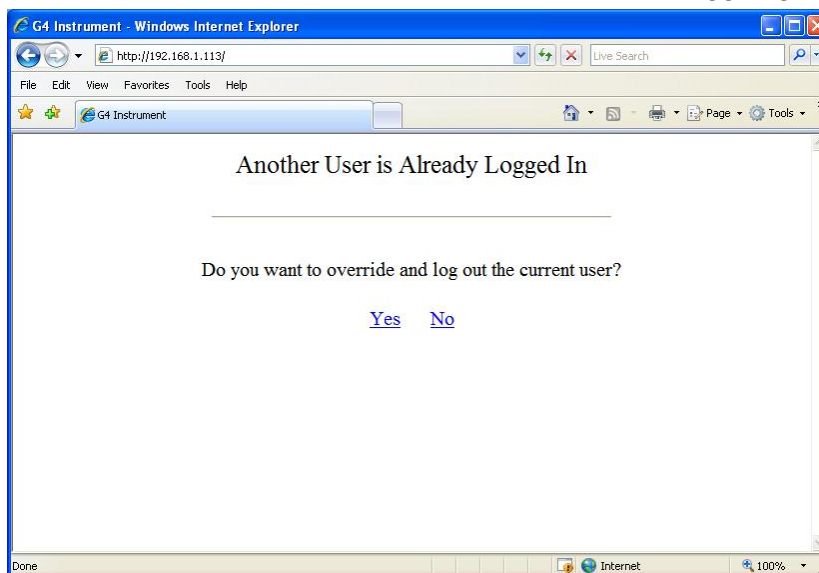 G4 Instrument - Windows Internet Explorer
http://192.168.1.113/
Live Search
File Edit View Favorites Tools Help
G4 Instrument
Page Tools
Another User is Already Logged In
Do you want to override and log out the current user?
Yes No
Done Internet 100%